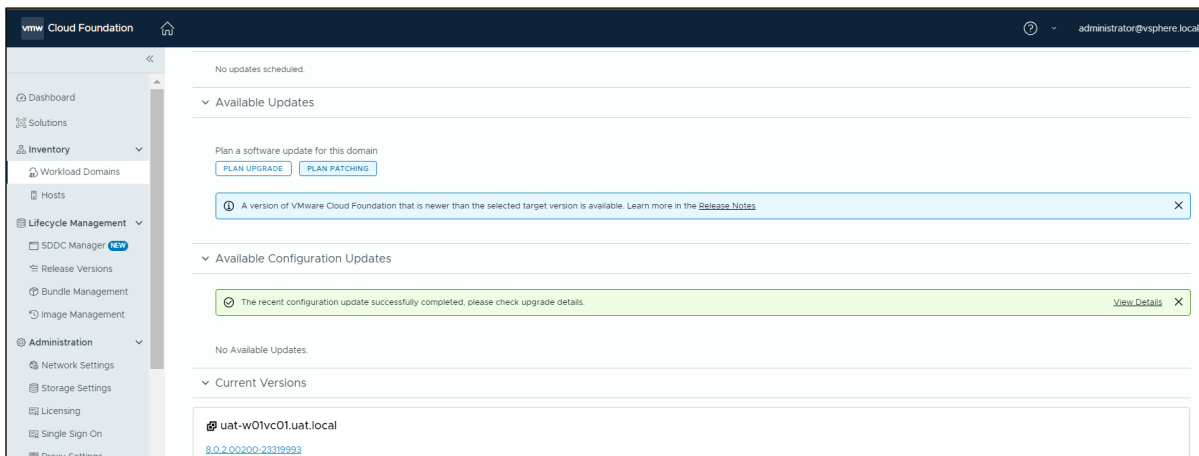 vmw Cloud Foundation
administrator@vsphere.local
Dashboard
Solutions
Inventory
Workload Domains
Hosts
Lifecycle Management
SDDC Manager NEW
Release Versions
Bundle Management
Image Management
Administration
Network Settings
Storage Settings
Licensing
Single Sign On
Proxy Settings
No updates scheduled.
Available Updates
Plan a software update for this domain
PLAN UPGRADE PLAN PATCHING
A version of VMware Cloud Foundation that is newer than the selected target version is available. Learn more in the Release Notes
Available Configuration Updates
The recent configuration update successfully completed, please check upgrade details. View Details
No Available Updates.
Current Versions
uat-w01vc01.uat.local
8.0.2.00200-23319993